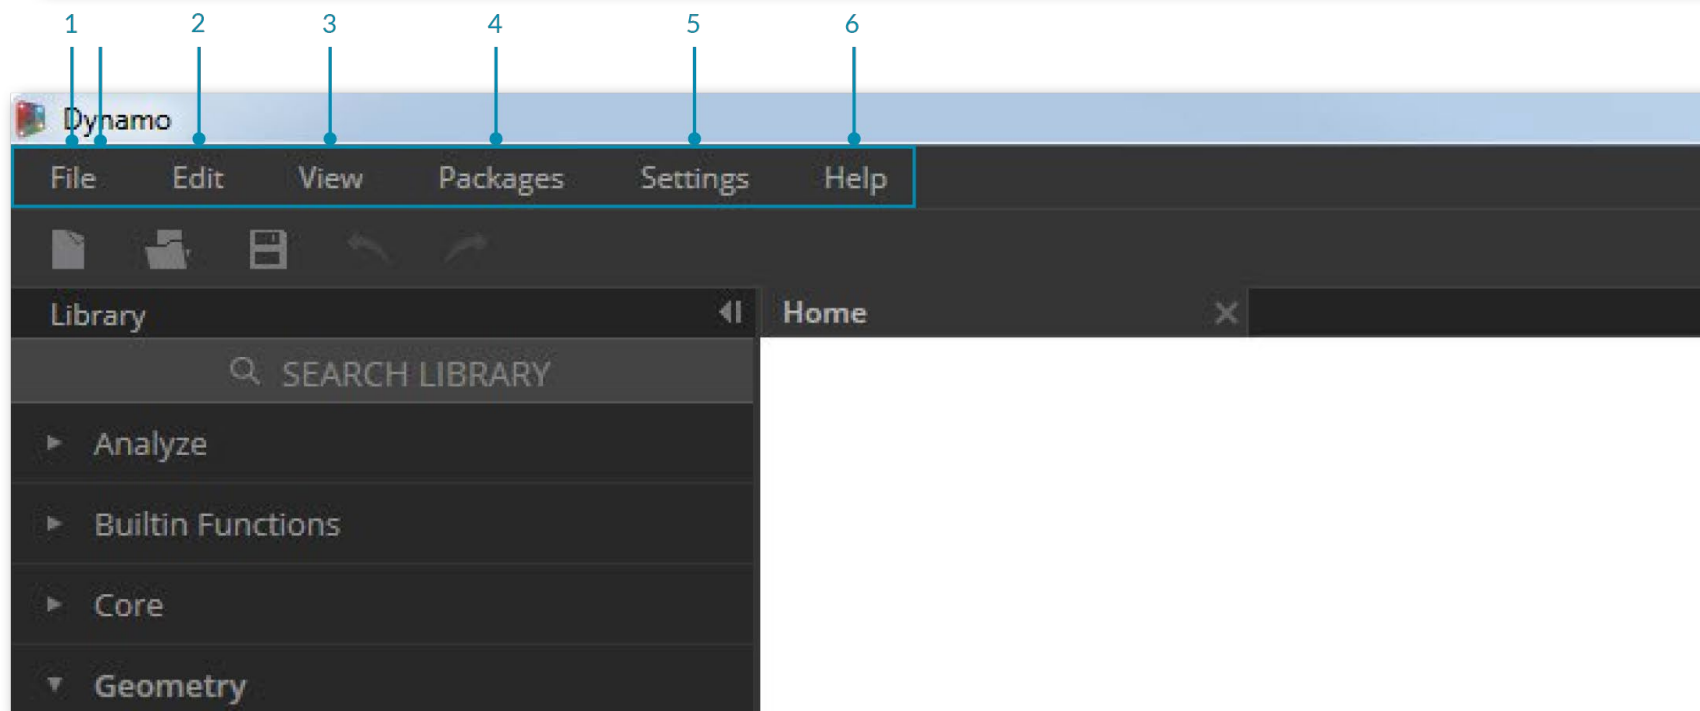 1 2 3 4 5 6
Dynamo
File Edit View Packages Settings Help
Library Home
SEARCH LIBRARY
Analyze
Builtin Functions
Core
Geometry